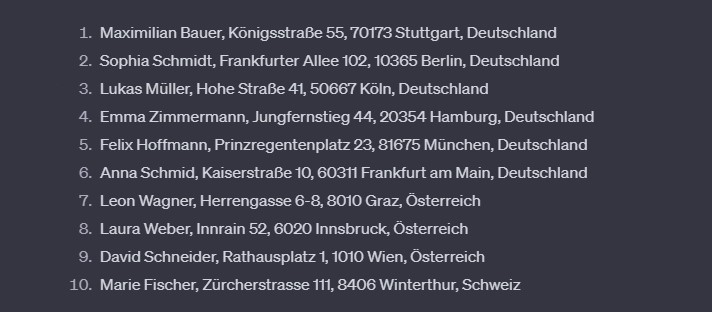 1. Maximilian Bauer, Königsstraße 55, 70173 Stuttgart, Deutschland
2. Sophia Schmidt, Frankfurter Allee 102, 10365 Berlin, Deutschland
3. Lukas Müller, Hohe Straße 41, 50667 Köln, Deutschland
4. Emma Zimmermann, Jungfernstieg 44, 20354 Hamburg, Deutschland
5. Felix Hoffmann, Prinzregentenplatz 23, 81675 München, Deutschland
6. Anna Schmid, Kaiserstraße 10, 60311 Frankfurt am Main, Deutschland
7. Leon Wagner, Herrengasse 6-8, 8010 Graz, Österreich
8. Laura Weber, Innrain 52, 6020 Innsbruck, Österreich
9. David Schneider, Rathausplatz 1, 1010 Wien, Österreich
10. Marie Fischer, Zürcherstrasse 111, 8406 Winterthur, Schweiz